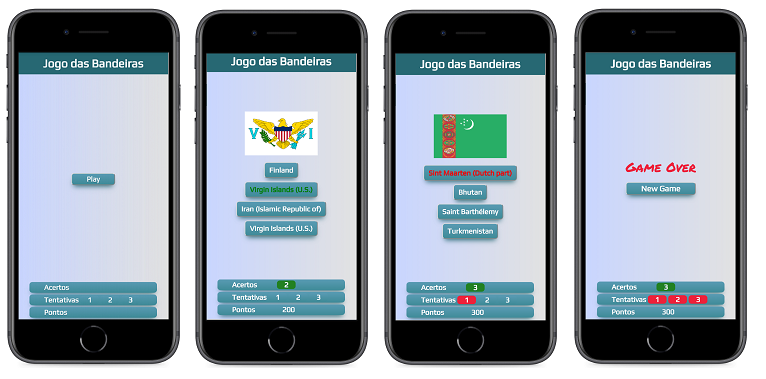 Jogo das Bandeiras
Play
Acertos
Tentativas 1 2 3
Pontos
Jogo das Bandeiras
V I
Finland
Virgin Islands (U.S.)
Iran (Islamic Republic of)
Virgin Islands (U.S.)
Acertos 2
Tentativas 1 2 3
Pontos 200
Jogo das Bandeiras
Sint Maarten (Dutch part)
Bhutan
Saint Barthélemy
Turkmenistan
Acertos 3
Tentativas 1 2 3
Pontos 300
Jogo das Bandeiras
Game Over
New Game
Acertos 3
Tentativas 1 2 3
Pontos 300